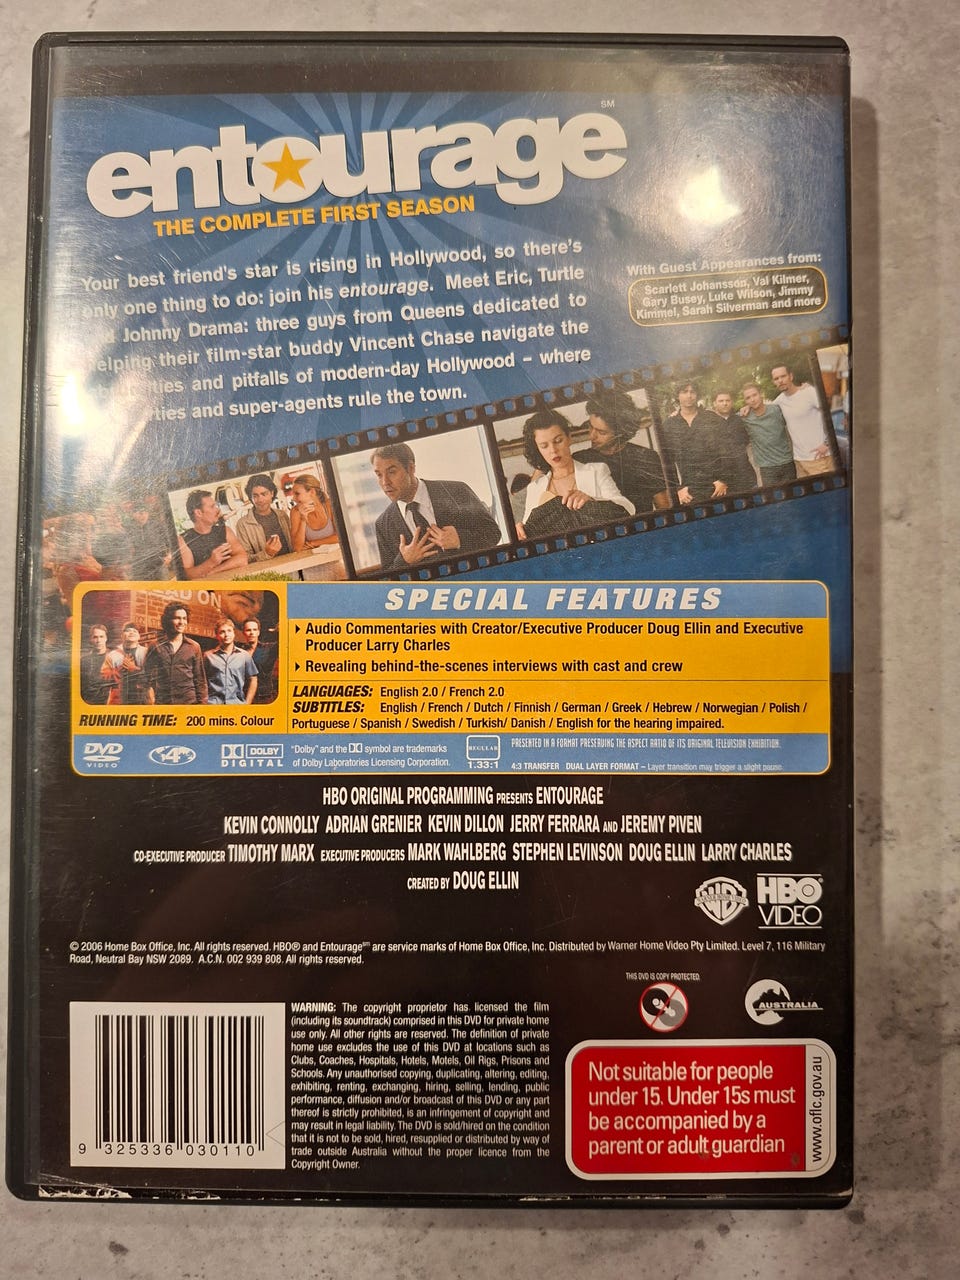 entourage SM
THE COMPLETE FIRST SEASON
Your best friend's star is rising in Hollywood, so there's
only one thing to do: join his entourage. Meet Eric, Turtle
Johnny Drama: three guys from Queens dedicated to
helping their film-star buddy Vincent Chase navigate the
and pitfalls of modern-day Hollywood – where
and super-agents rule the town.
With Guest Appearances from:
Scarlett Johansson, Val Kilmer,
Gary Busey, Luke Wilson, Jimmy
Kimmel, Sarah Silverman and more
SPECIAL FEATURES
Audio Commentaries with Creator/Executive Producer Doug Ellin and Executive
Producer Larry Charles
Revealing behind-the-scenes interviews with cast and crew
LANGUAGES: English 2.0 / French 2.0
SUBTITLES: English / French / Dutch / Finnish / German / Greek / Hebrew / Norwegian / Polish /
Portuguese / Spanish / Swedish / Turkish/ Danish / English for the hearing impaired.
RUNNING TIME: 200 mins. Colour
DVD VIDEO
4
DOLBY DIGITAL
"Dolby" and the DD symbol are trademarks
of Dolby Laboratories Licensing Corporation.
REGULAR
1.33:1
PRESENTED IN A FORMAT PRESERVING THE ASPECT RATIO OF ITS ORIGINAL TELEVISION EXHIBITION.
4:3 TRANSFER DUAL LAYER FORMAT – Layer transition may trigger a slight pause.
HBO ORIGINAL PROGRAMMING PRESENTS ENTOURAGE
KEVIN CONNOLLY ADRIAN GRENIER KEVIN DILLON JERRY FERRARA AND JEREMY PIVEN
CO-EXECUTIVE PRODUCER TIMOTHY MARX EXECUTIVE PRODUCERS MARK WAHLBERG STEPHEN LEVINSON DOUG ELLIN LARRY CHARLES
CREATED BY DOUG ELLIN
WB
HBO VIDEO
© 2006 Home Box Office, Inc. All rights reserved. HBO® and Entourage℠ are service marks of Home Box Office, Inc. Distributed by Warner Home Video Pty Limited. Level 7, 116 Military
Road, Neutral Bay NSW 2089. A.C.N. 002 939 808. All rights reserved.
THIS DVD IS COPY PROTECTED.
AUSTRALIA
WARNING: The copyright proprietor has licensed the film
(including its soundtrack) comprised in this DVD for private home
use only. All other rights are reserved. The definition of private
home use excludes the use of this DVD at locations such as
Clubs, Coaches, Hospitals, Hotels, Motels, Oil Rigs, Prisons and
Schools. Any unauthorised copying, duplicating, altering, editing,
exhibiting, renting, exchanging, hiring, selling, lending, public
performance, diffusion and/or broadcast of this DVD or any part
thereof is strictly prohibited, is an infringement of copyright and
may result in legal liability. The DVD is sold/hired on the condition
that it is not to be sold, hired, resupplied or distributed by way of
trade outside Australia without the proper licence from the
Copyright Owner.
9 325336 030110
Not suitable for people
under 15. Under 15s must
be accompanied by a
parent or adult guardian
www.oflc.gov.au